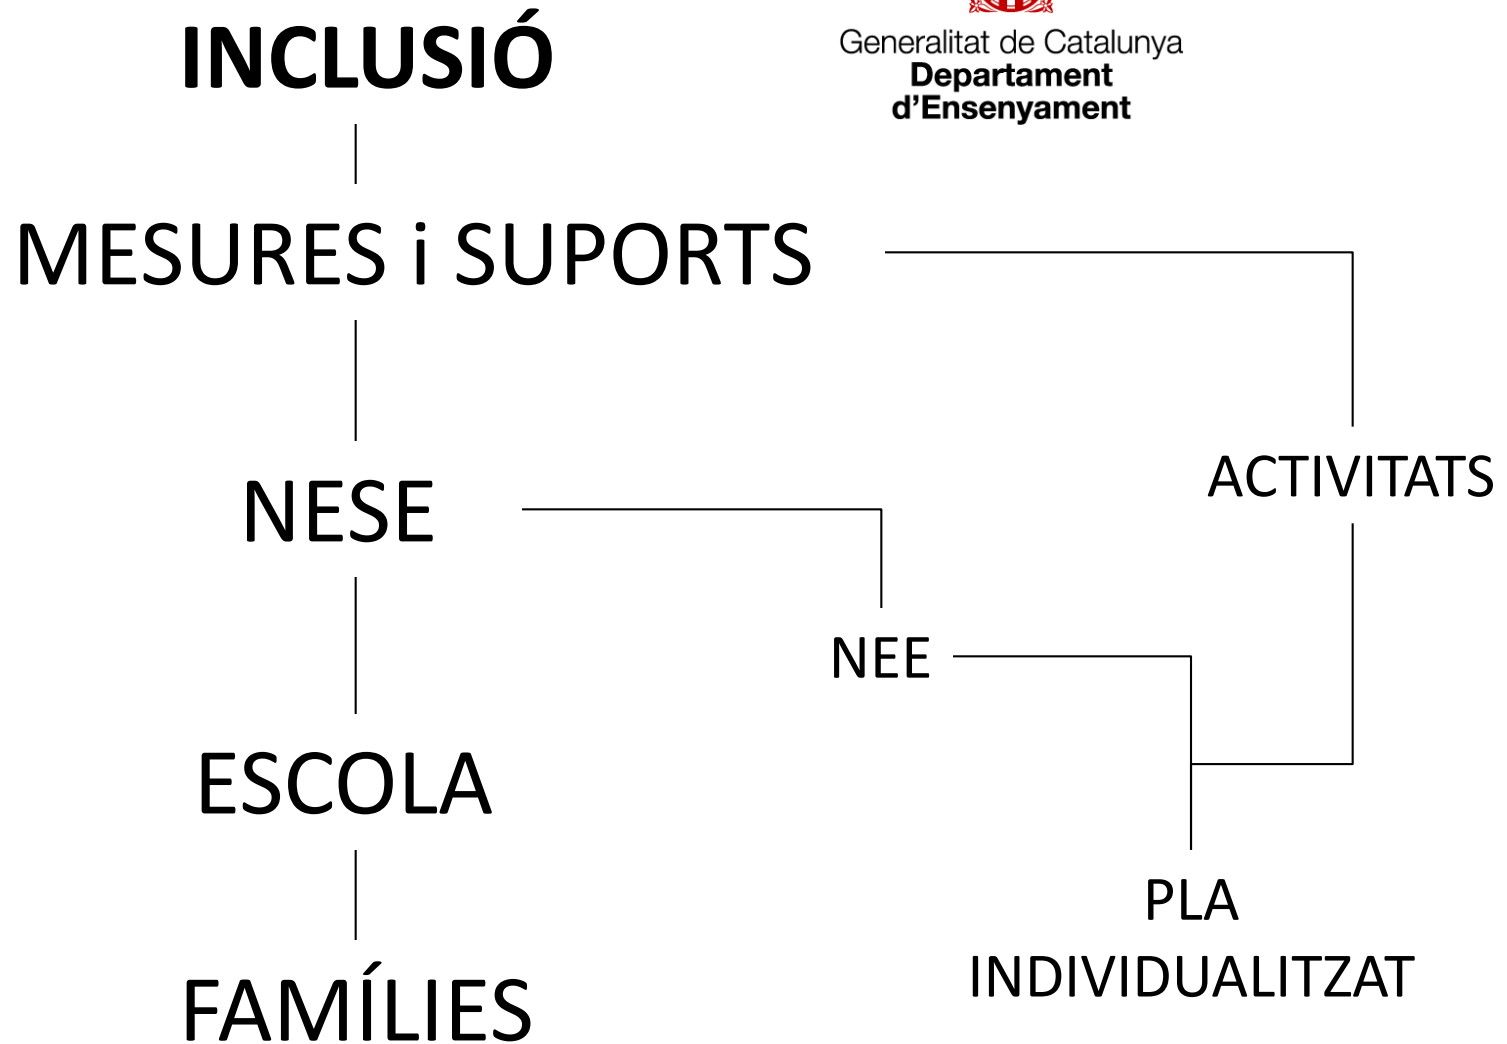 INCLUSIÓ
Generalitat de Catalunya
Departament
d'Ensenyament
MESURES i SUPORTS
ACTIVITATS
NESE
NEE
ESCOLA
PLA
INDIVIDUALITZAT
FAMÍLIES